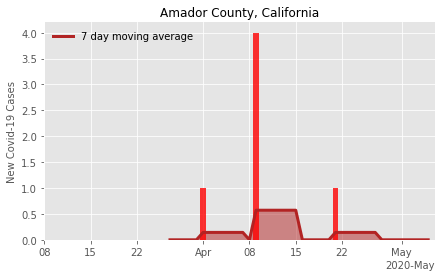 Amador County, California
7 day moving average
New Covid-19 Cases
4.0
3.5
3.0
2.5
2.0
1.5
1.0
0.5
0.0
08 15 22 Apr 08 15 22 May
2020-May